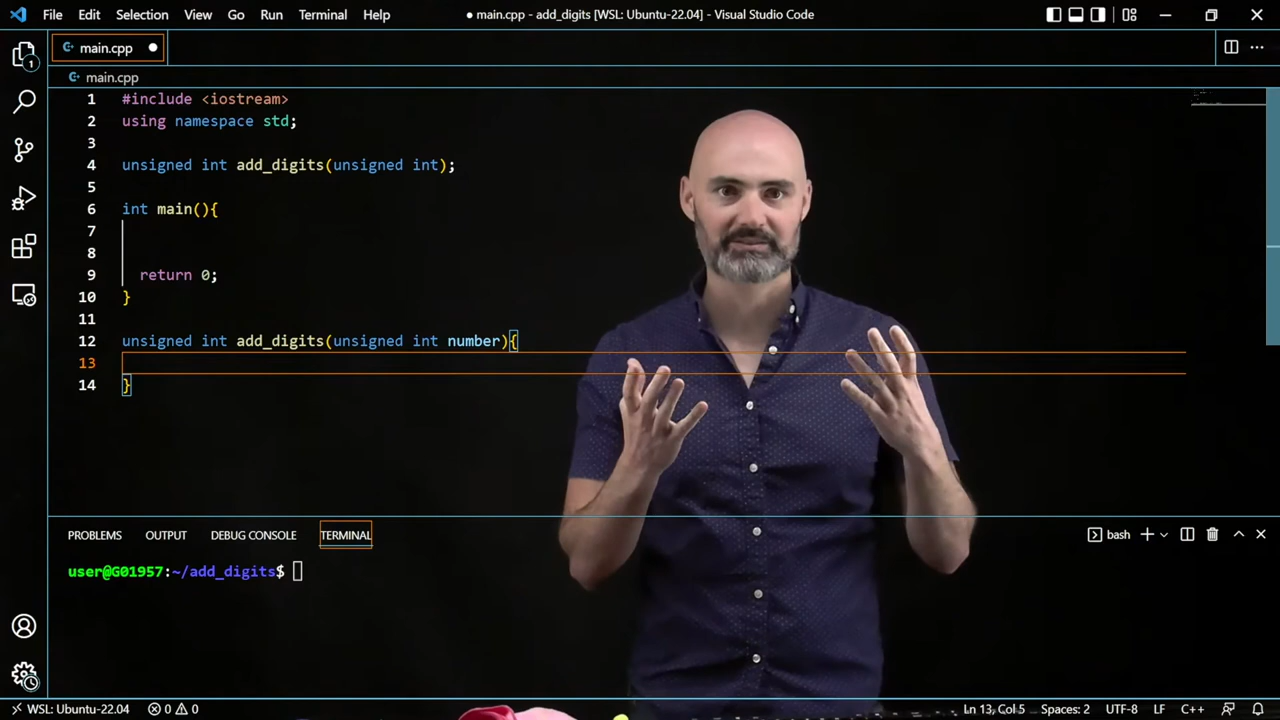 File Edit Selection View Go Run Terminal Help
● main.cpp - add_digits [WSL: Ubuntu-22.04] - Visual Studio Code
main.cpp
main.cpp
1 #include <iostream>
2 using namespace std;
3
4 unsigned int add_digits(unsigned int);
5
6 int main(){
7
8
9 return 0;
10 }
11
12 unsigned int add_digits(unsigned int number){
13
14 }
PROBLEMS OUTPUT DEBUG CONSOLE TERMINAL
bash
user@G01957:~/add_digits$
1
WSL: Ubuntu-22.04 0 0
Ln 13, Col 5 Spaces: 2 UTF-8 LF C++